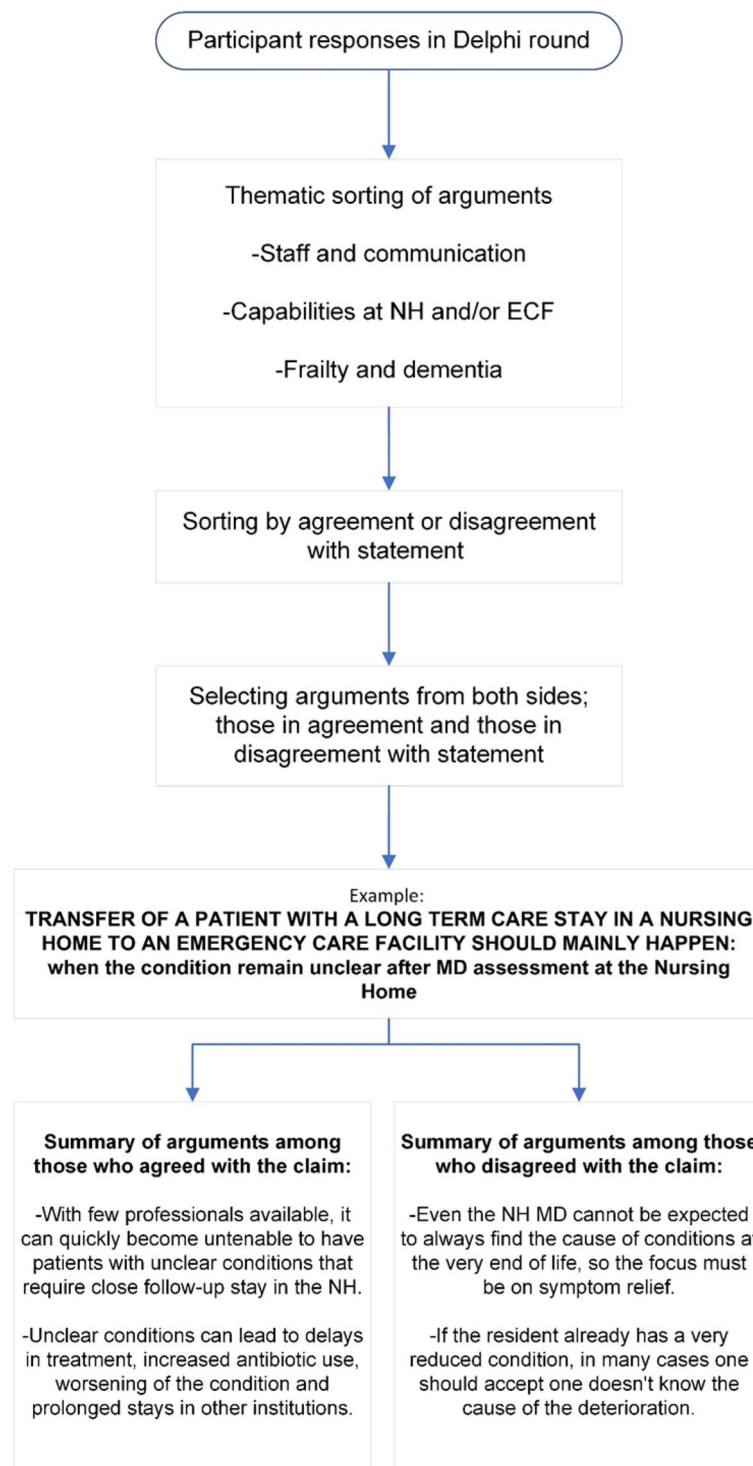 Participant responses in Delphi round
Thematic sorting of arguments
-Staff and communication
-Capabilities at NH and/or ECF
-Frailty and dementia
Sorting by agreement or disagreement
with statement
Selecting arguments from both sides;
those in agreement and those in
disagreement with statement
Example:
TRANSFER OF A PATIENT WITH A LONG TERM CARE STAY IN A NURSING
HOME TO AN EMERGENCY CARE FACILITY SHOULD MAINLY HAPPEN:
when the condition remain unclear after MD assessment at the Nursing
Home
Summary of arguments among
those who agreed with the claim:
-With few professionals available, it
can quickly become untenable to have
patients with unclear conditions that
require close follow-up stay in the NH.
-Unclear conditions can lead to delays
in treatment, increased antibiotic use,
worsening of the condition and
prolonged stays in other institutions.
Summary of arguments among those
who disagreed with the claim:
-Even the NH MD cannot be expected
to always find the cause of conditions at
the very end of life, so the focus must
be on symptom relief.
-If the resident already has a very
reduced condition, in many cases one
should accept one doesn't know the
cause of the deterioration.